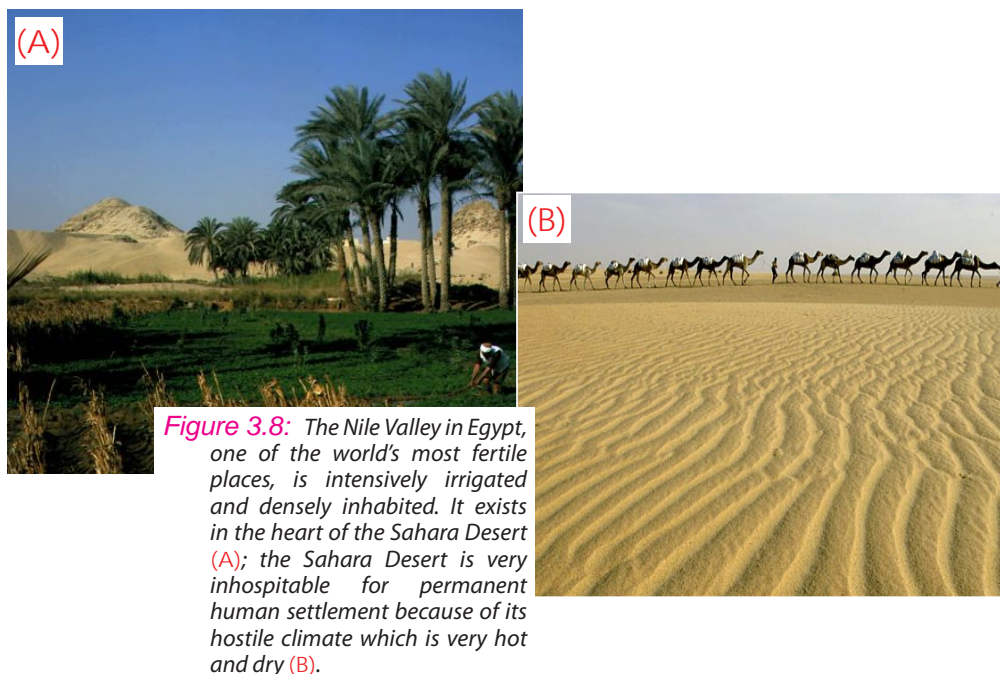 (A)
(B)
Figure 3.8: The Nile Valley in Egypt,
one of the world's most fertile
places, is intensively irrigated
and densely inhabited. It exists
in the heart of the Sahara Desert
(A); the Sahara Desert is very
inhospitable for permanent
human settlement because of its
hostile climate which is very hot
and dry (B).